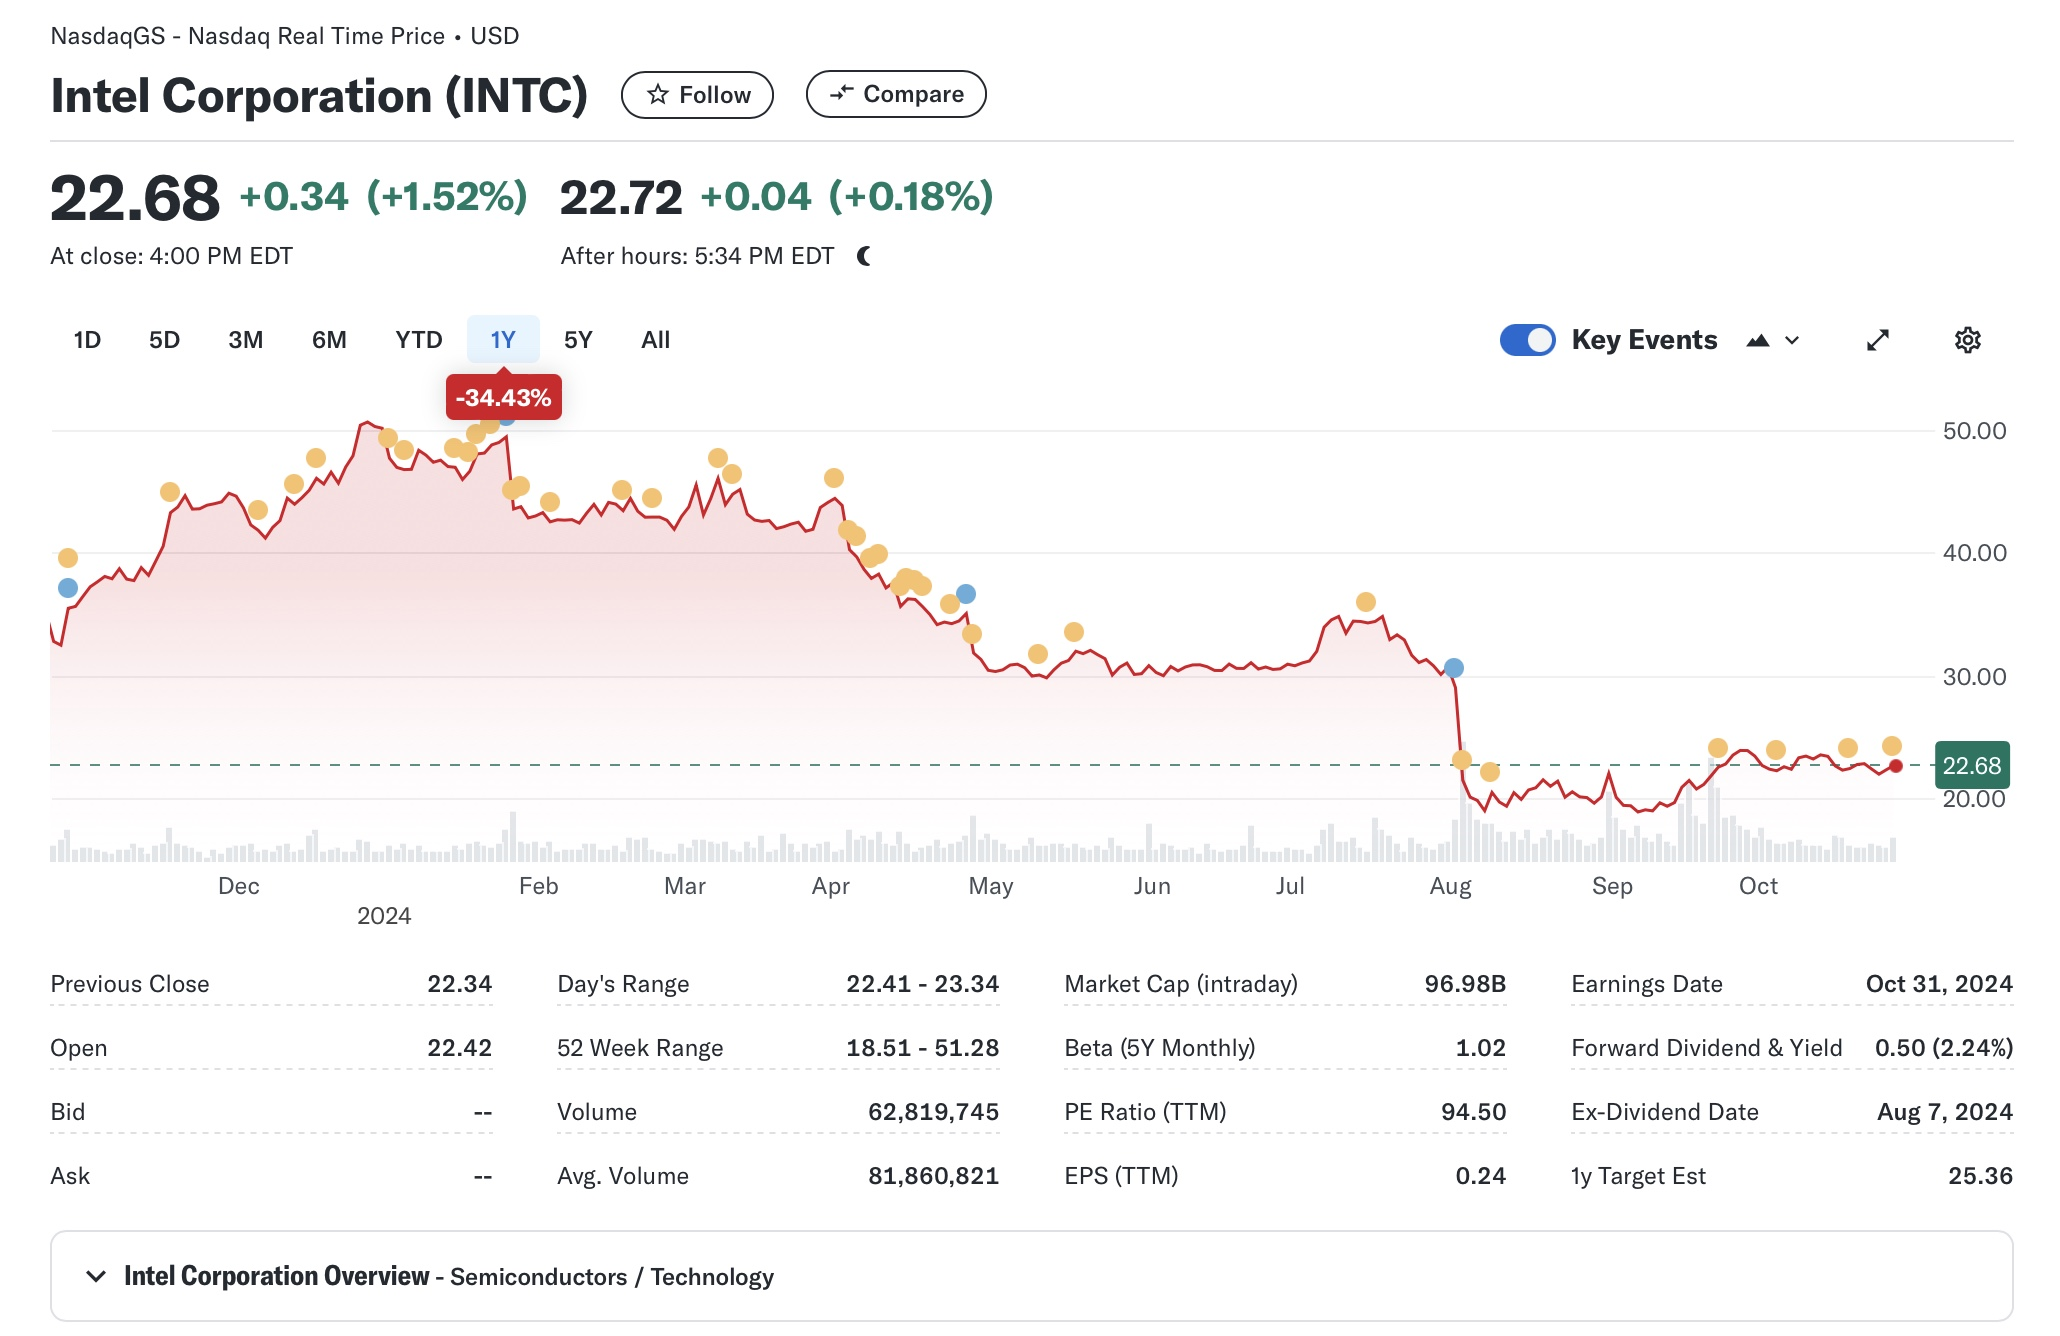 NasdaqGS - Nasdaq Real Time Price • USD
Intel Corporation (INTC) Follow Compare
22.68 +0.34 (+1.52%) 22.72 +0.04 (+0.18%)
At close: 4:00 PM EDT After hours: 5:34 PM EDT
1D 5D 3M 6M YTD 1Y 5Y All Key Events
-34.43%
50.00
40.00
30.00
22.68
20.00
Dec Feb Mar Apr May Jun Jul Aug Sep Oct
2024
Previous Close 22.34 Day's Range 22.41 - 23.34 Market Cap (intraday) 96.98B Earnings Date Oct 31, 2024
Open 22.42 52 Week Range 18.51 - 51.28 Beta (5Y Monthly) 1.02 Forward Dividend & Yield 0.50 (2.24%)
Bid -- Volume 62,819,745 PE Ratio (TTM) 94.50 Ex-Dividend Date Aug 7, 2024
Ask -- Avg. Volume 81,860,821 EPS (TTM) 0.24 1y Target Est 25.36
Intel Corporation Overview - Semiconductors / Technology